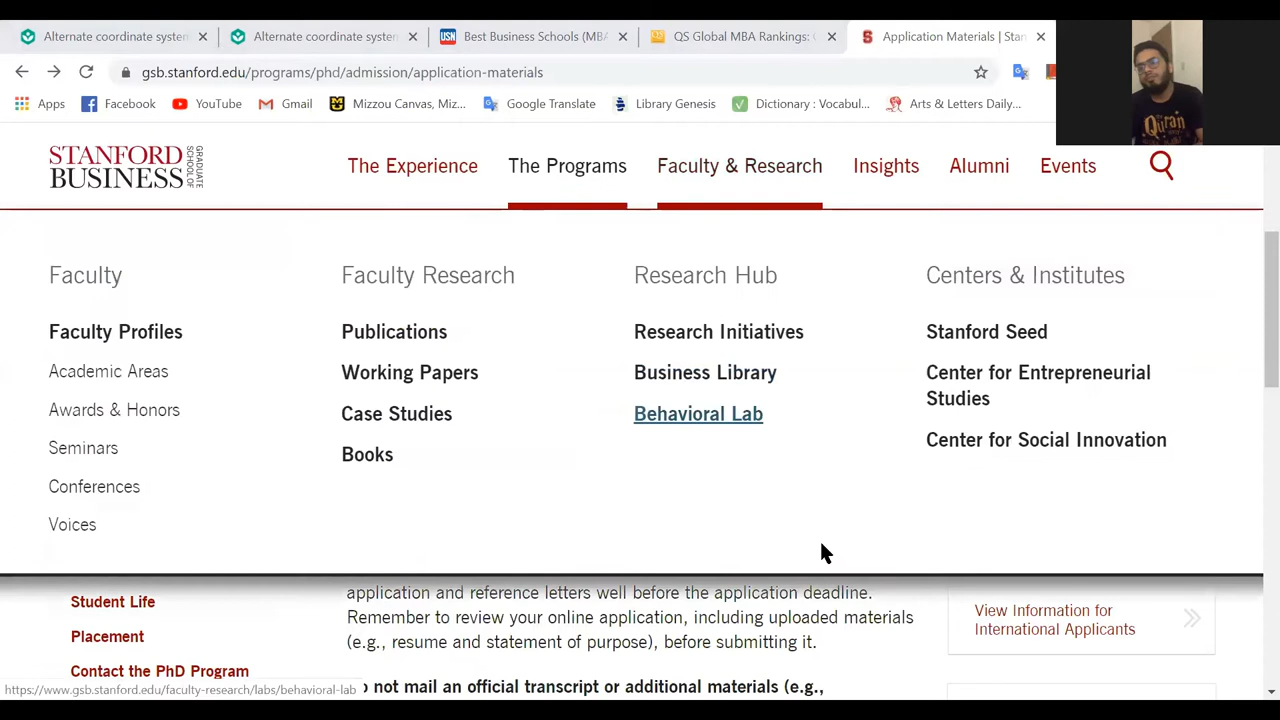 Alternate coordinate system
Alternate coordinate system
USN Best Business Schools (MBA
QS Global MBA Rankings:
Application Materials | Stan
gsb.stanford.edu/programs/phd/admission/application-materials
Apps
Facebook
YouTube
Gmail
Mizzou Canvas, Miz...
Google Translate
Library Genesis
Dictionary : Vocabul...
Arts & Letters Daily...
Quran
STANFORD
BUSINESS
GRADUATE
SCHOOL OF
The Experience
The Programs
Faculty & Research
Insights
Alumni
Events
Faculty
Faculty Profiles
Academic Areas
Awards & Honors
Seminars
Conferences
Voices
Faculty Research
Publications
Working Papers
Case Studies
Books
Research Hub
Research Initiatives
Business Library
Behavioral Lab
Centers & Institutes
Stanford Seed
Center for Entrepreneurial
Studies
Center for Social Innovation
Student Life
Placement
Contact the PhD Program
application and reference letters well before the application deadline.
Remember to review your online application, including uploaded materials
(e.g., resume and statement of purpose), before submitting it.
o not mail an official transcript or additional materials (e.g.,
View Information for
International Applicants
https://www.gsb.stanford.edu/faculty-research/labs/behavioral-lab